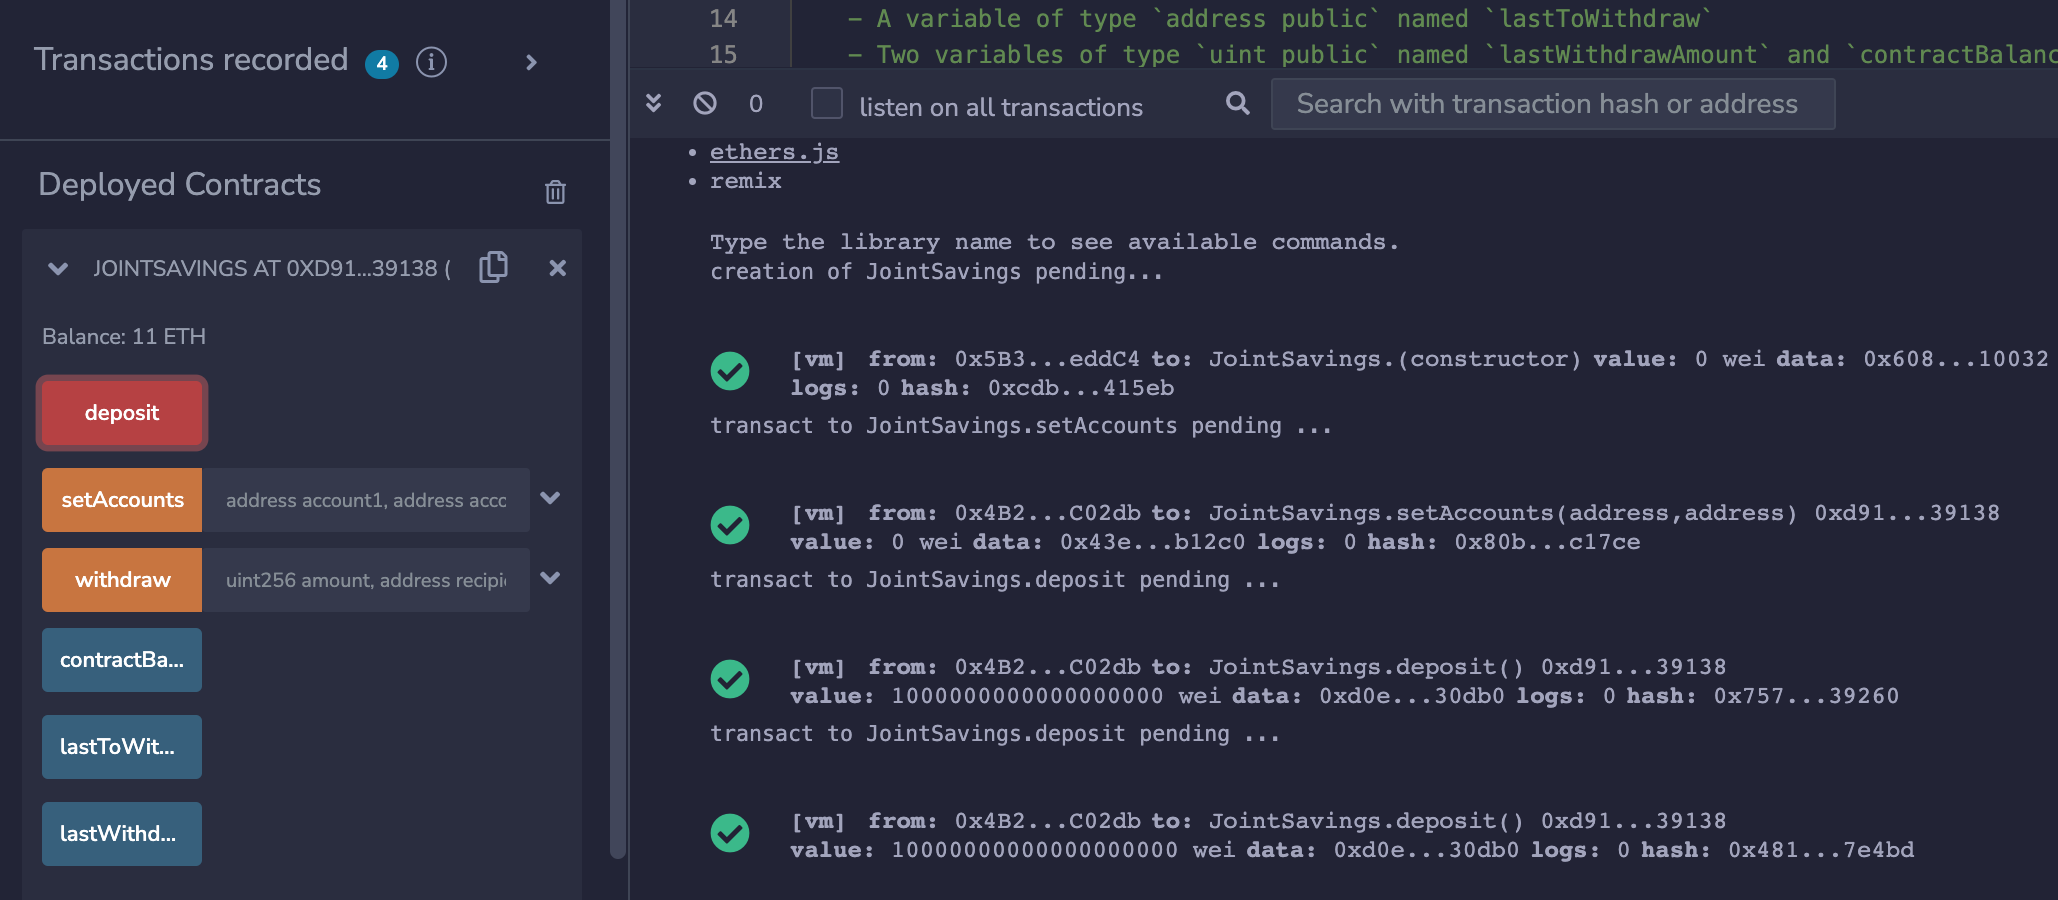 Transactions recorded 4 i
Deployed Contracts
JOINTSAVINGS AT 0XD91...39138 (
Balance: 11 ETH
deposit
setAccounts address account1, address acco
withdraw uint256 amount, address recipi
contractBa...
lastToWit...
lastWithd...
14 - A variable of type `address public` named `lastToWithdraw`
15 - Two variables of type `uint public` named `lastWithdrawAmount` and `contractBalanc
0 listen on all transactions Search with transaction hash or address
• ethers.js
• remix
Type the library name to see available commands.
creation of JointSavings pending...
[vm] from: 0x5B3...eddC4 to: JointSavings.(constructor) value: 0 wei data: 0x608...10032
logs: 0 hash: 0xcdb...415eb
transact to JointSavings.setAccounts pending ...
[vm] from: 0x4B2...C02db to: JointSavings.setAccounts(address,address) 0xd91...39138
value: 0 wei data: 0x43e...b12c0 logs: 0 hash: 0x80b...c17ce
transact to JointSavings.deposit pending ...
[vm] from: 0x4B2...C02db to: JointSavings.deposit() 0xd91...39138
value: 1000000000000000000 wei data: 0xd0e...30db0 logs: 0 hash: 0x757...39260
transact to JointSavings.deposit pending ...
[vm] from: 0x4B2...C02db to: JointSavings.deposit() 0xd91...39138
value: 10000000000000000000 wei data: 0xd0e...30db0 logs: 0 hash: 0x481...7e4bd